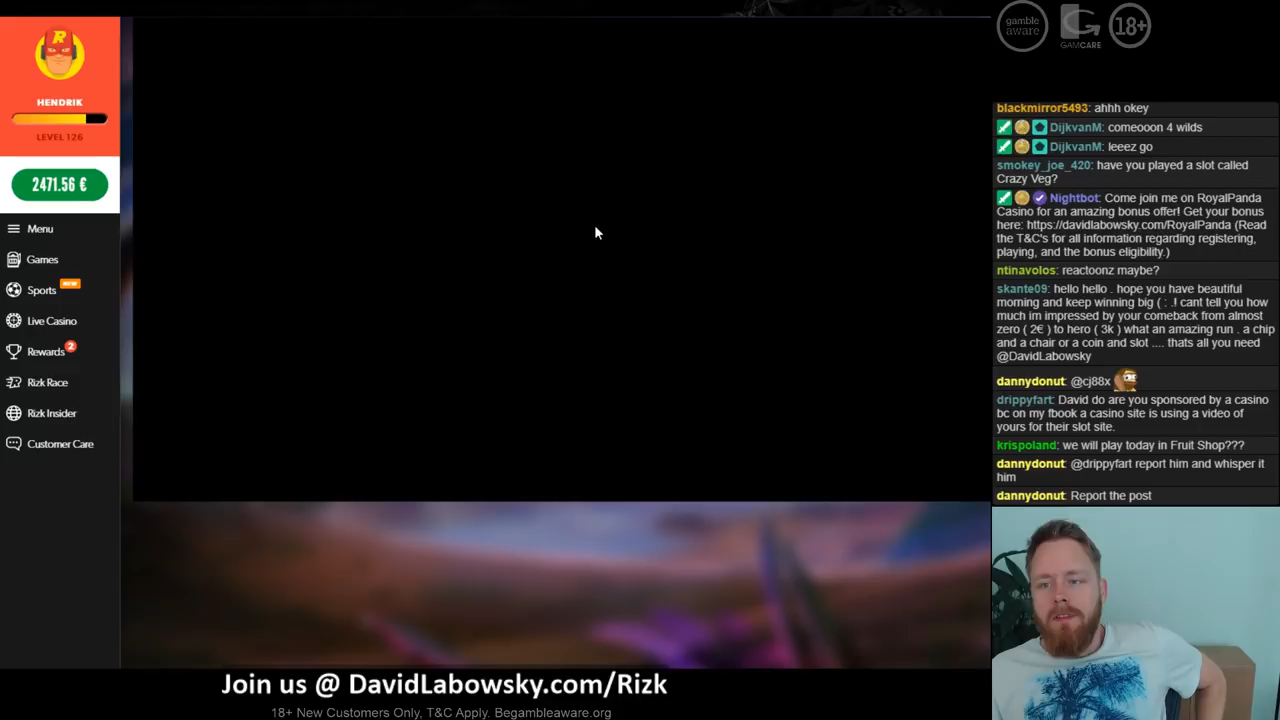 gamble
aware
GAMCARE
18+
R
HENDRIK
LEVEL 126
2471.56 €
Menu
Games
Sports
NEW
Live Casino
Rewards
2
Rizk Race
Rizk Insider
Customer Care
blackmirror5493: ahhh okey
DijkvanM: comeooon 4 wilds
DijkvanM: leeez go
smokey_joe_420: have you played a slot called
Crazy Veg?
Nightbot: Come join me on RoyalPanda
Casino for an amazing bonus offer! Get your bonus
here: https://davidlabowsky.com/RoyalPanda (Read
the T&C's for all information regarding registering,
playing, and the bonus eligibility.)
ntinavolos: reactoonz maybe?
skante09: hello hello . hope you have beautiful
morning and keep winning big ( : .! cant tell you how
much im impressed by your comeback from almost
zero ( 2€ ) to hero ( 3k ) what an amazing run . a chip
and a chair or a coin and slot .... thats all you need
@DavidLabowsky
dannydonut: @cj88x
drippyfart: David do are you sponsored by a casino
bc on my fbook a casino site is using a video of
yours for their slot site.
krispoland: we will play today in Fruit Shop???
dannydonut: @drippyfart report him and whisper it
him
dannydonut: Report the post
Join us @ DavidLabowsky.com/Rizk
18+ New Customers Only, T&C Apply. Begambleaware.org